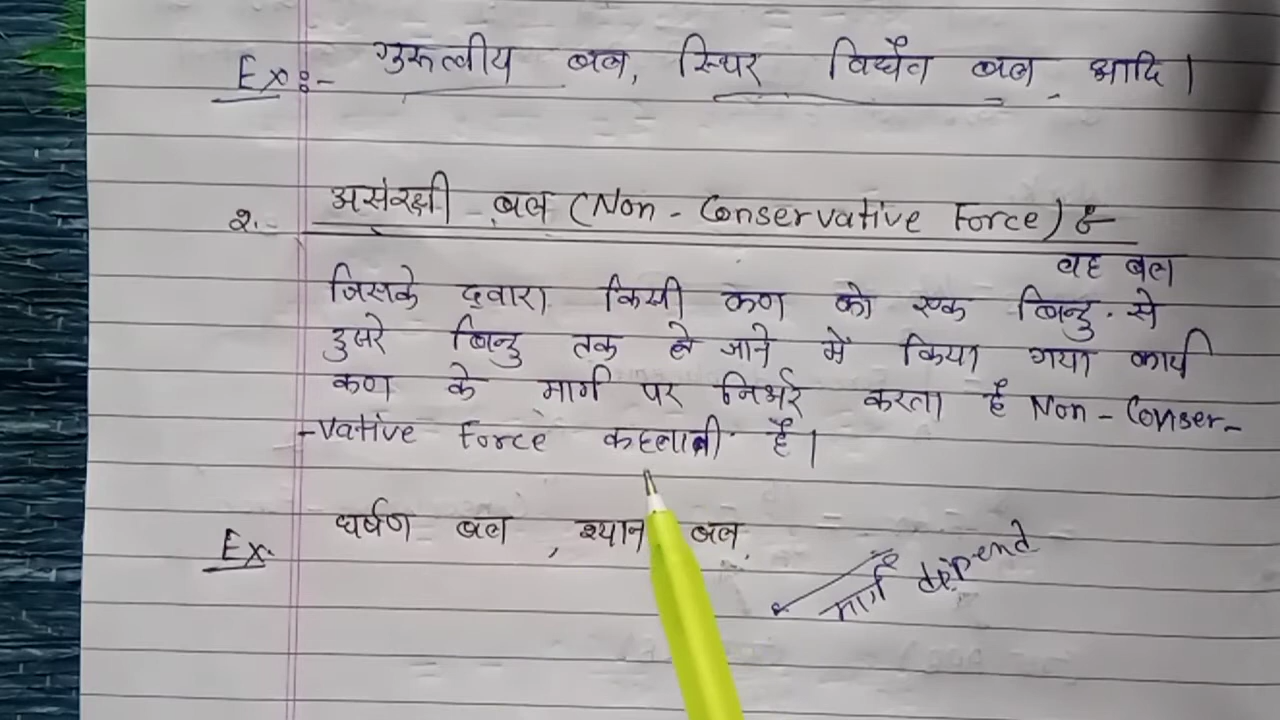 Ex:- गुरुत्वीय बल, स्थिर विर्धेत बल आदि।
२.- असंरक्षी बल (Non - Conservative Force) :-
वह बल
जिसके द्वारा किसी कण को एक बिन्दु से
दुसरे बिन्दु तक ले जाने में किया गया कार्य
कण के मार्ग पर निर्भर करता है Non - Conser-
-vative Force कहलाती है।
Ex. घर्षण बल, श्यान बल,
मार्ग depend